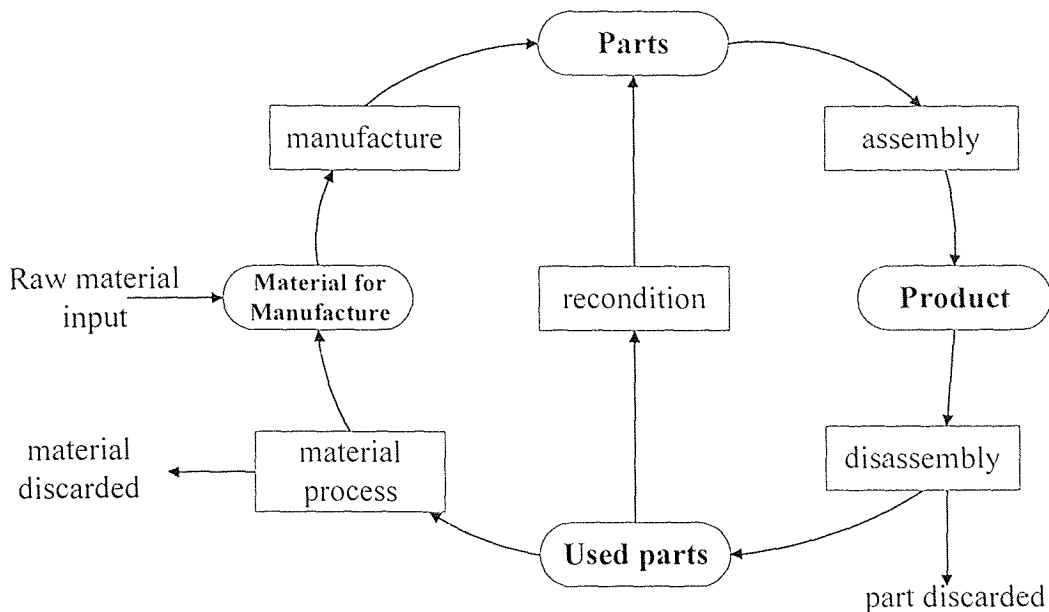 Parts
manufacture
assembly
Raw material
input
Material for
Manufacture
recondition
Product
material
discarded
material
process
disassembly
Used parts
part discarded